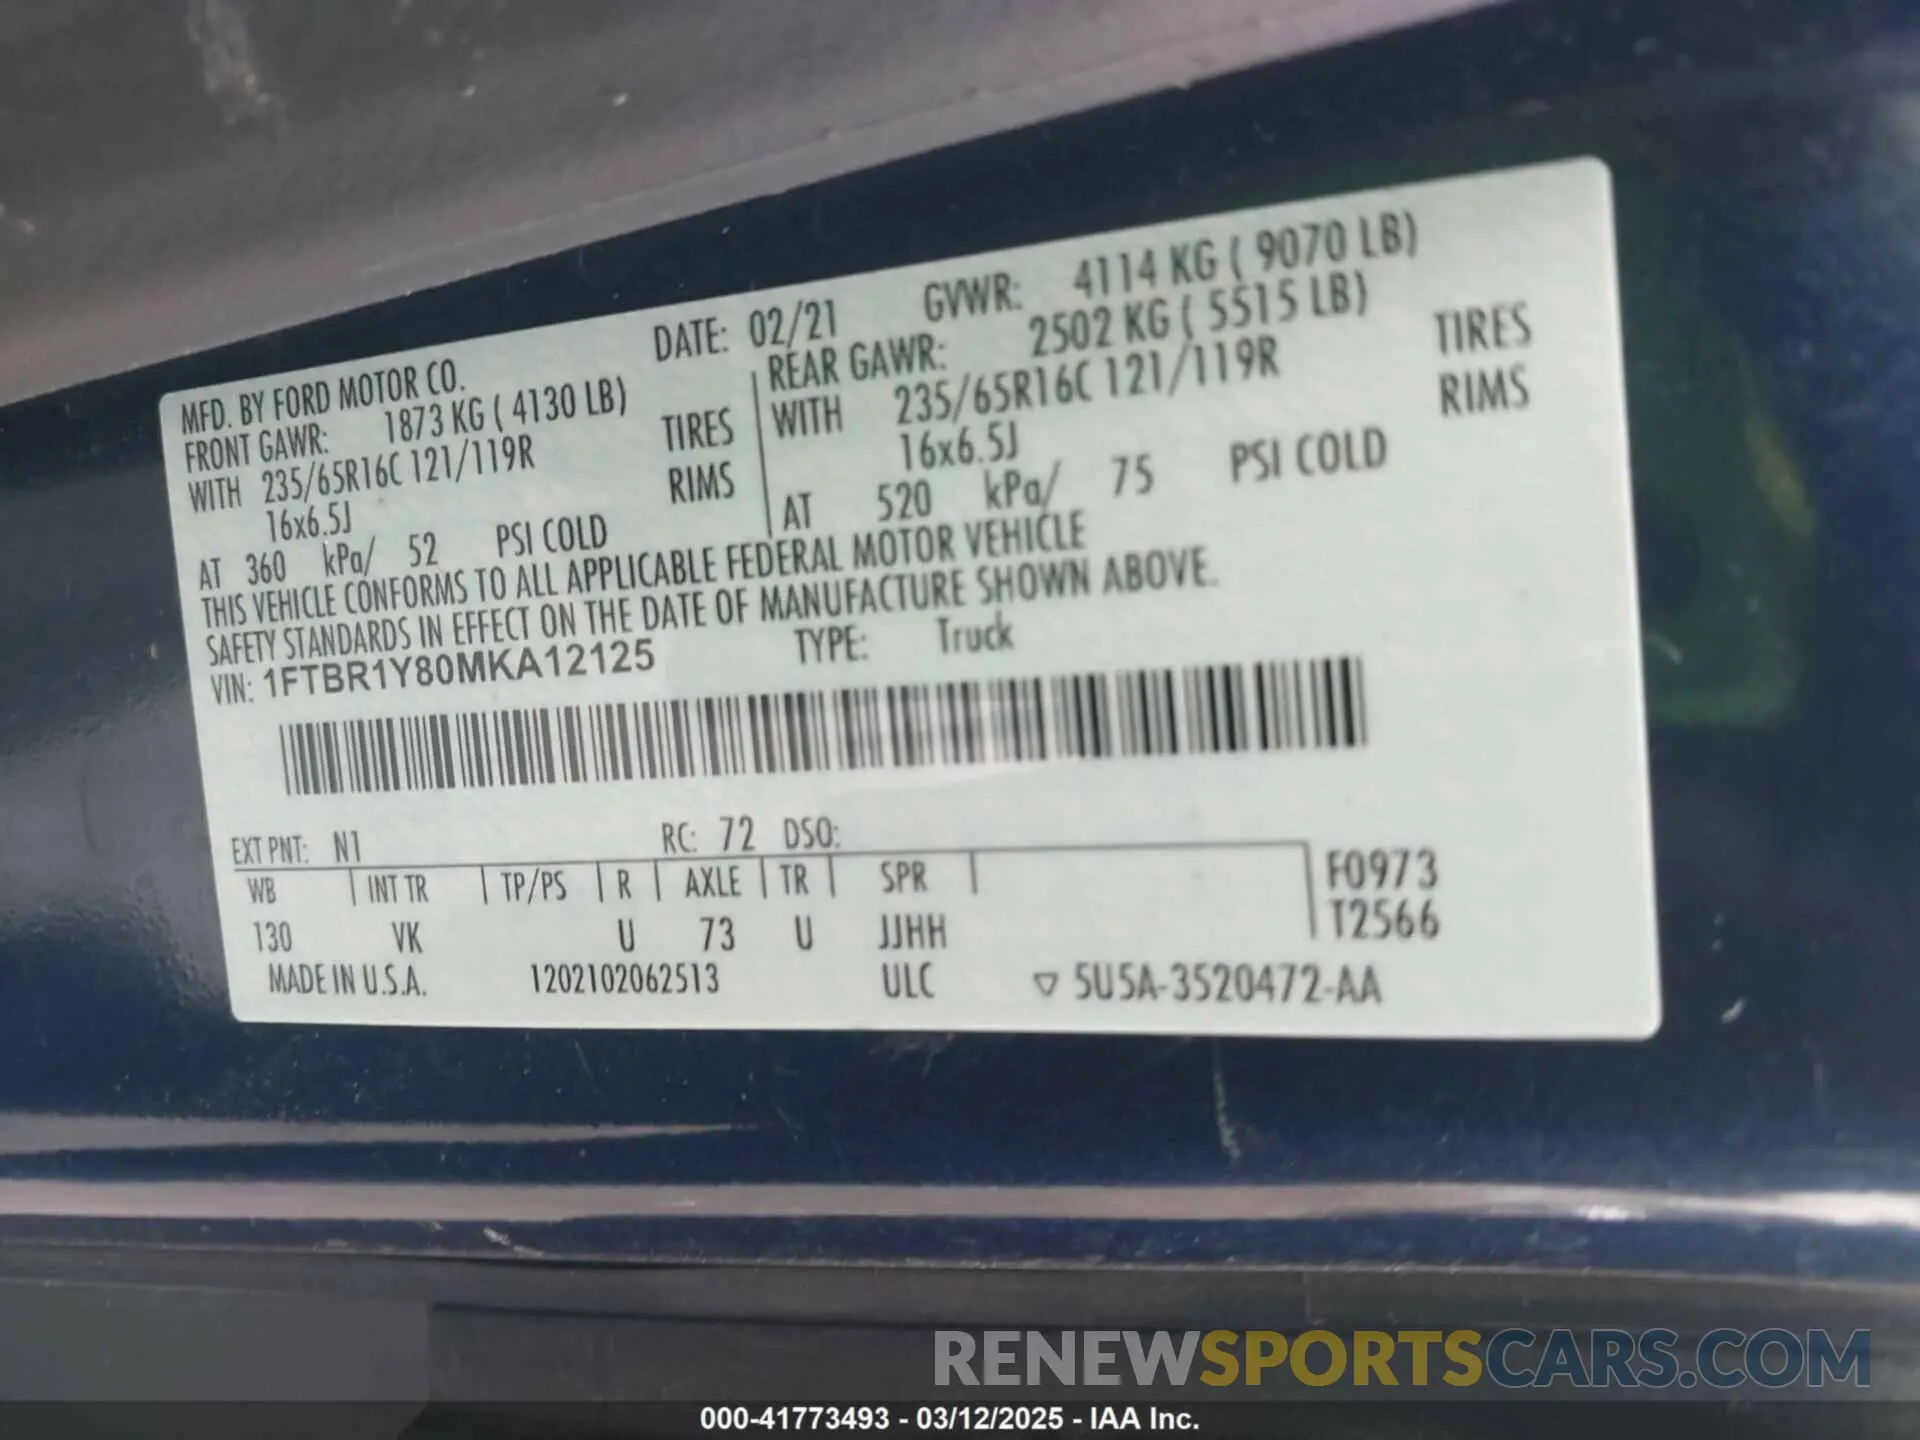 MFD. BY FORD MOTOR CO.
DATE: 02/21
GVWR: 4114 KG ( 9070 LB)
FRONT GAWR: 1873 KG ( 4130 LB)
WITH 235/65R16C 121/119R TIRES
16x6.5J RIMS
AT 360 kPa/ 52 PSI COLD
REAR GAWR: 2502 KG ( 5515 LB)
WITH 235/65R16C 121/119R TIRES
16x6.5J RIMS
AT 520 kPa/ 75 PSI COLD
THIS VEHICLE CONFORMS TO ALL APPLICABLE FEDERAL MOTOR VEHICLE
SAFETY STANDARDS IN EFFECT ON THE DATE OF MANUFACTURE SHOWN ABOVE.
VIN: 1FTBR1Y80MKA12125 TYPE: Truck
EXT PNT: N1 RC: 72 DSO:
WB | INT TR | TP/PS | R | AXLE | TR | SPR | F0973
130 VK U 73 U JJHH T2566
MADE IN U.S.A. 1202102062513 ULC ▽ 5U5A-3520472-AA
RENEWSPORTSCARS.COM
000-41773493 - 03/12/2025 - IAA Inc.